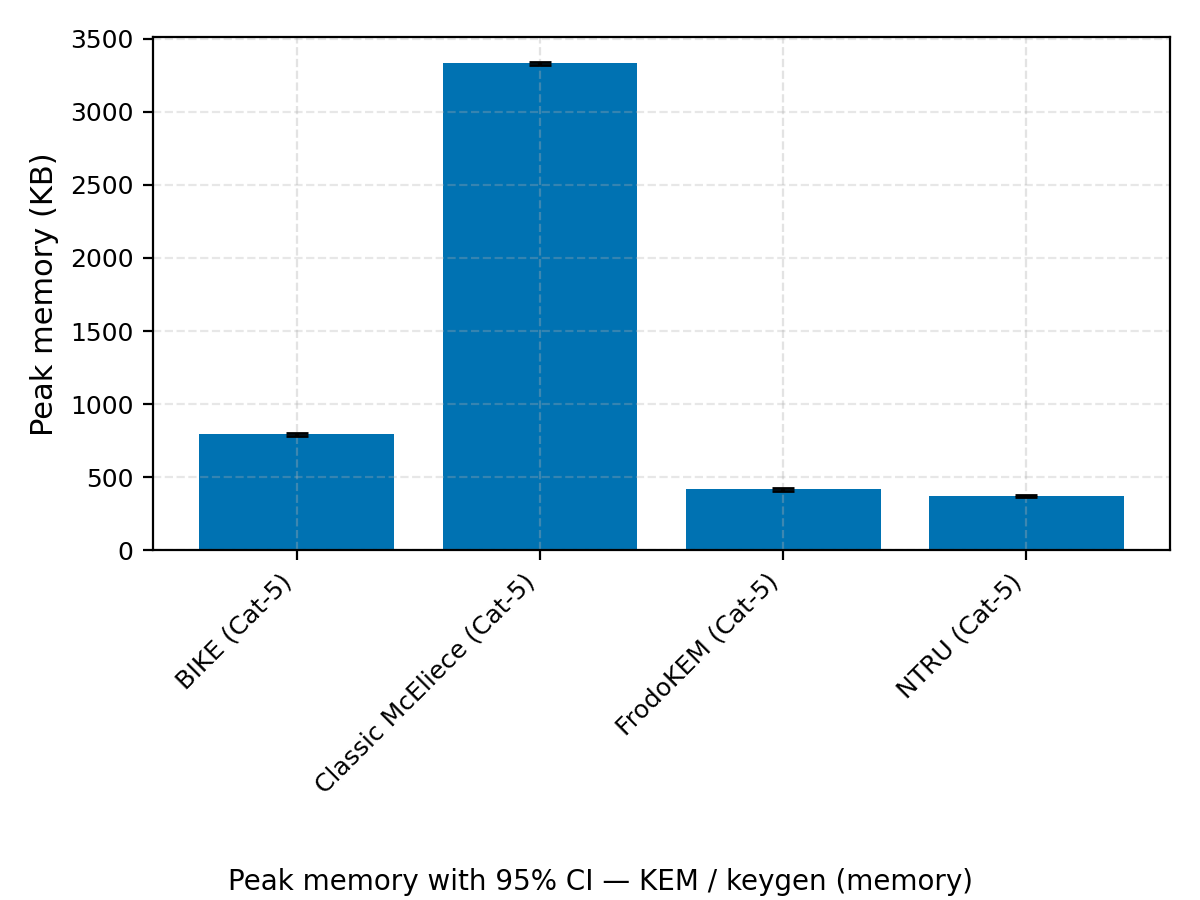 Peak memory (KB)
3500
3000
2500
2000
1500
1000
500
0
BIKE (Cat-5)
Classic McEliece (Cat-5)
FrodoKEM (Cat-5)
NTRU (Cat-5)
Peak memory with 95% CI — KEM / keygen (memory)